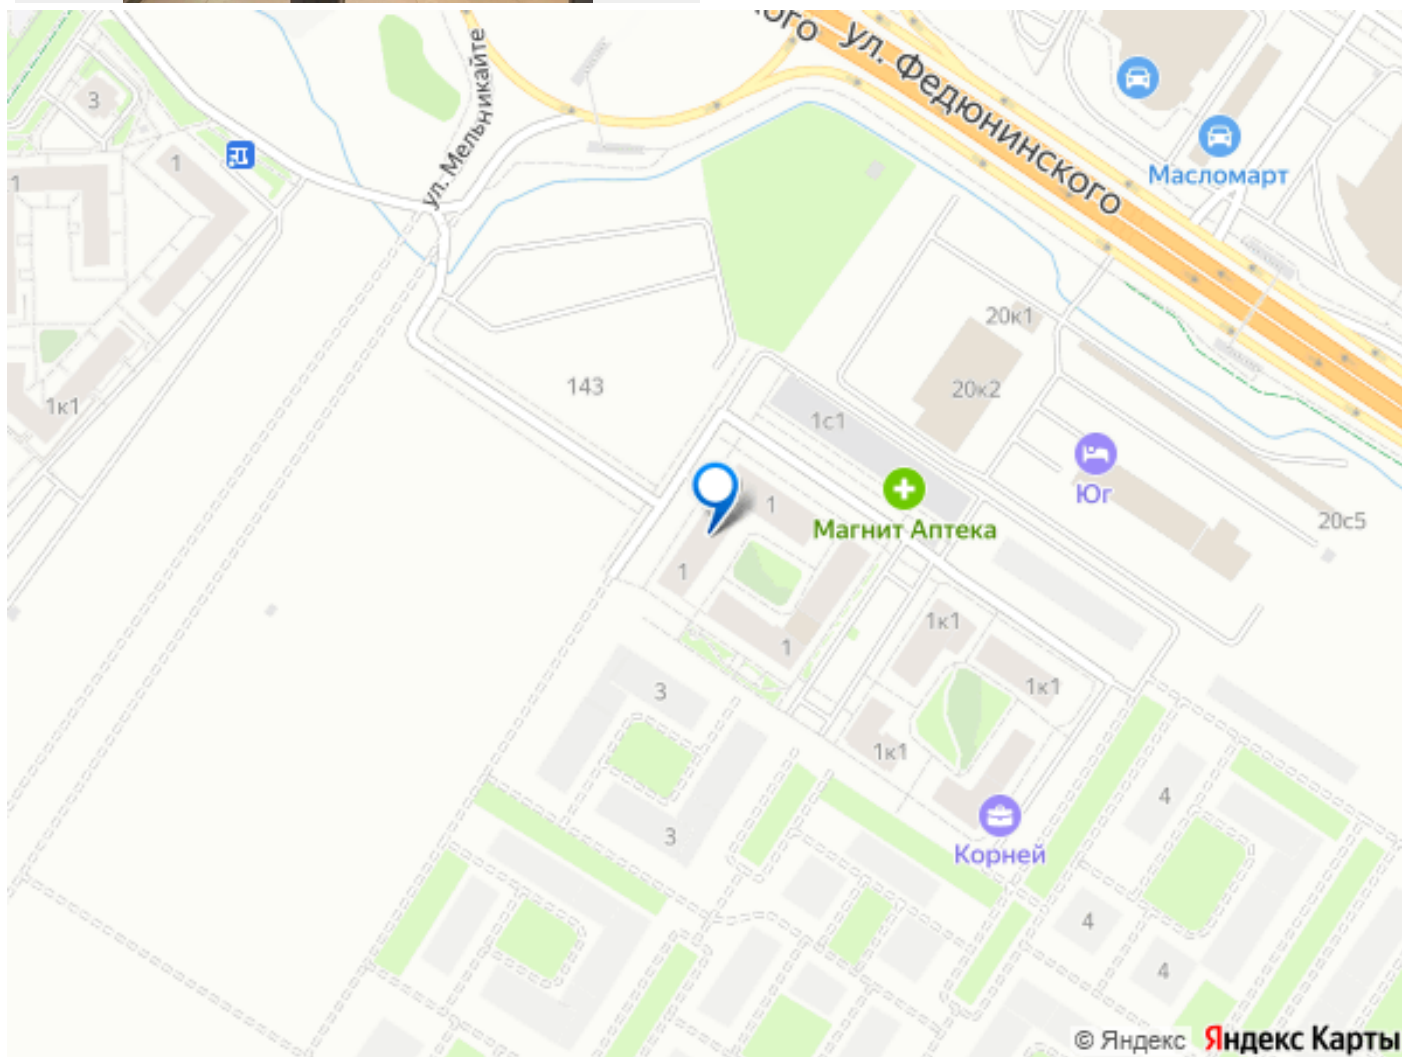 ого
ул. Федюнинского
ул. Мельникайте
3
1
1
Масломарт
20к1
143
20к2
1к1
1с1
Юг
1
Магнит Аптека
20с5
1
1к1
1
3
1к1
1к1
4
3
Корней
4
4
© Яндекс Яндекс Карты